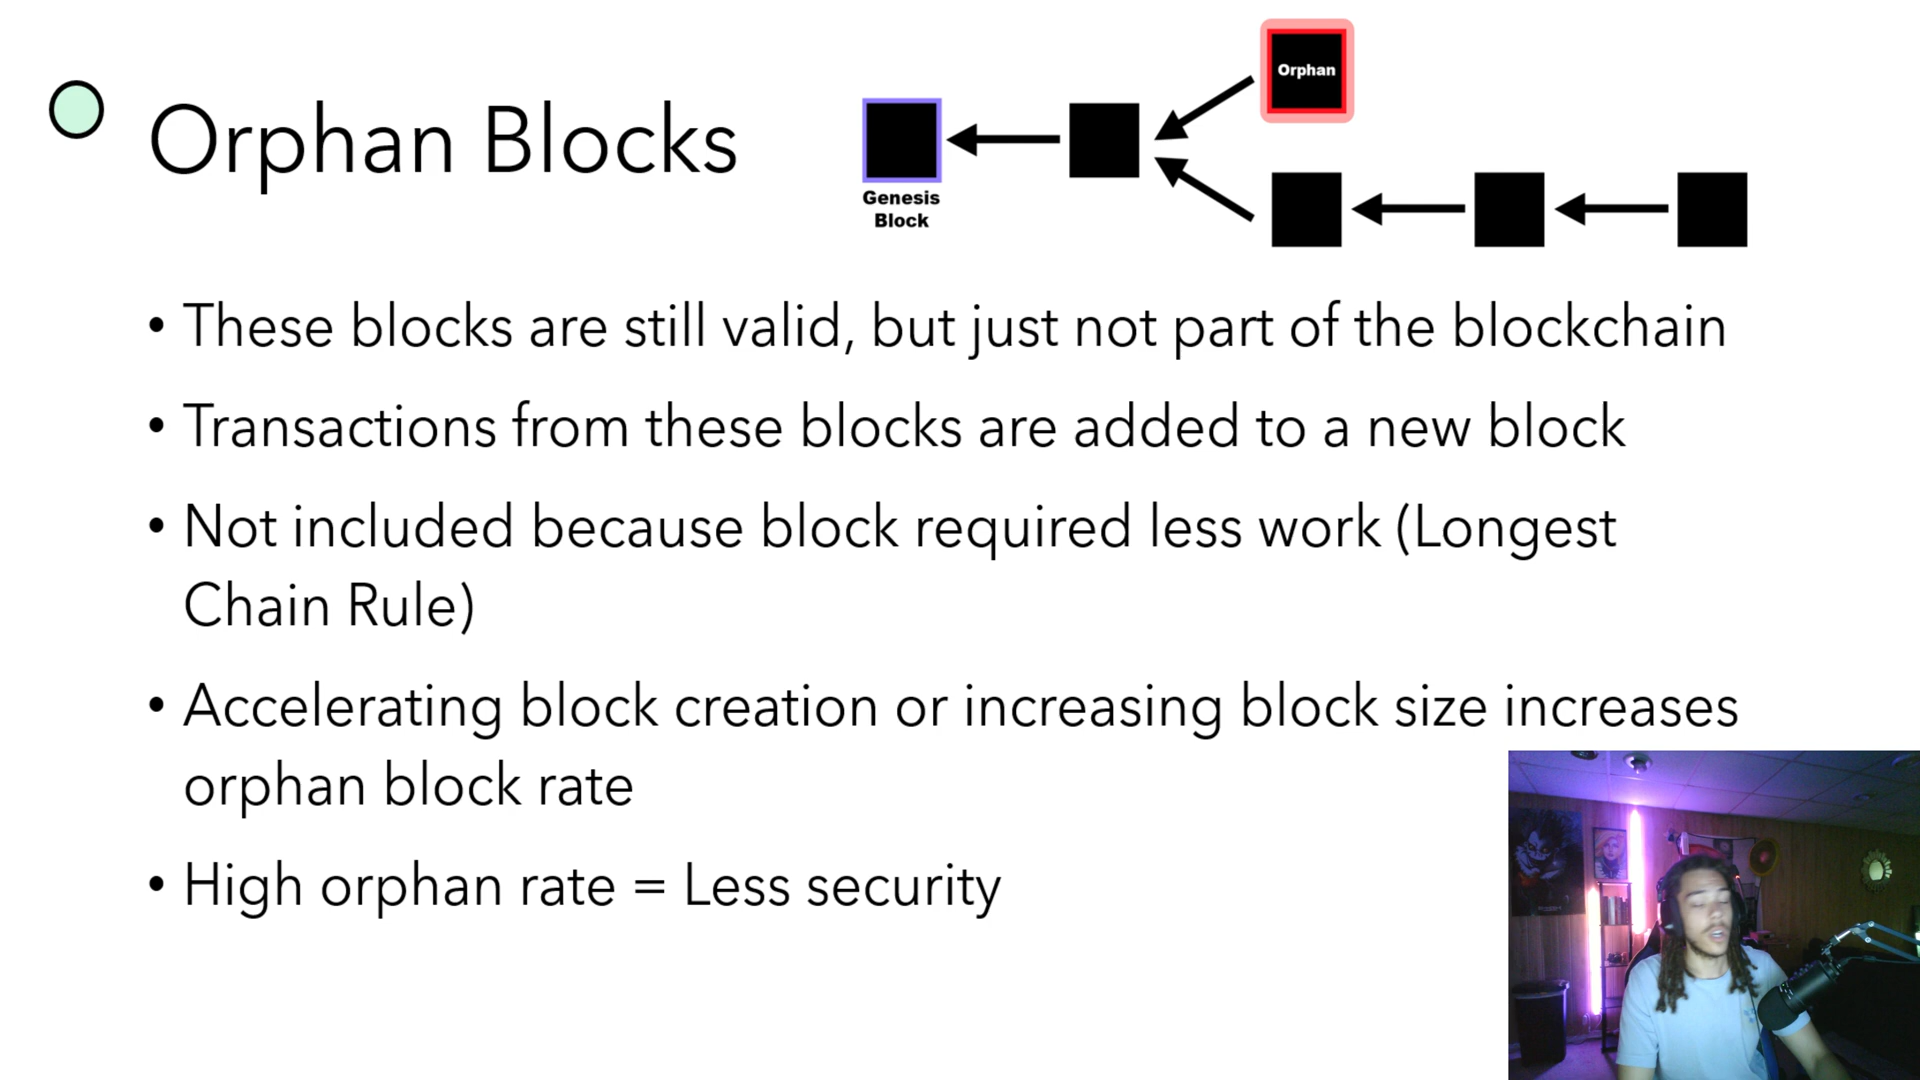 Orphan Blocks
Orphan
Genesis
Block
• These blocks are still valid, but just not part of the blockchain
• Transactions from these blocks are added to a new block
• Not included because block required less work (Longest
Chain Rule)
• Accelerating block creation or increasing block size increases
orphan block rate
• High orphan rate = Less security